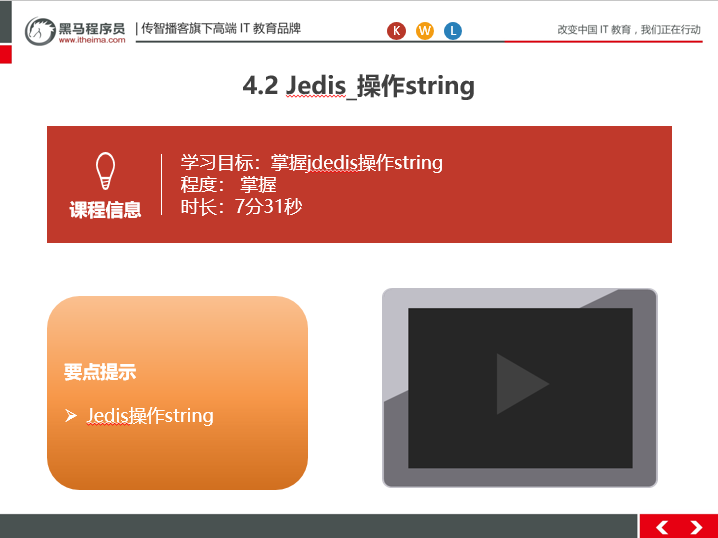 黑马程序员
www.itheima.com
传智播客旗下高端 IT 教育品牌
K W L
改变中国 IT 教育，我们正在行动
4.2 Jedis_操作string
课程信息
学习目标：掌握jdedis操作string
程度： 掌握
时长：7分31秒
要点提示
Jedis操作string